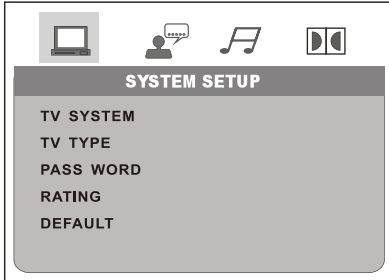 SYSTEM SETUP
TV SYSTEM
TV TYPE
PASS WORD
RATING
DEFAULT